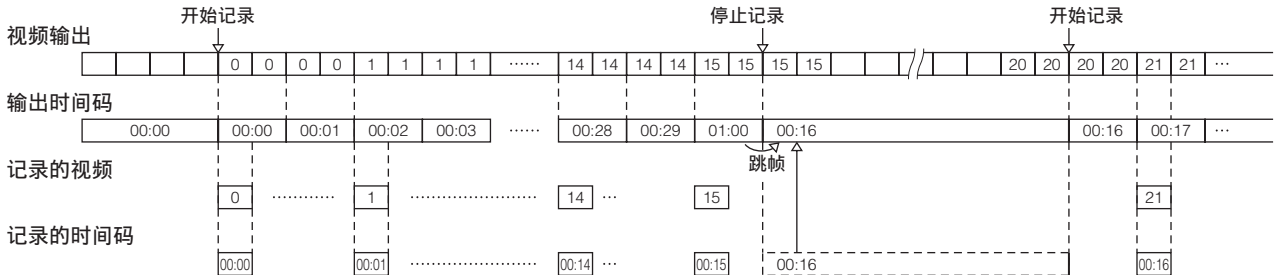 开始记录 停止记录 开始记录
视频输出
0 0 0 0 1 1 1 1 ······ 14 14 14 14 15 15 15 15 20 20 20 20 21 21 ···
输出时间码
00:00 00:00 00:01 00:02 00:03 ······ 00:28 00:29 01:00 00:16 00:16 00:17 ···
跳帧
记录的视频
0 ··········· 1 ······················ 14 ··· 15 21
记录的时间码
00:00 00:01 ······················ 00:14 ··· 00:15 00:16 00:16